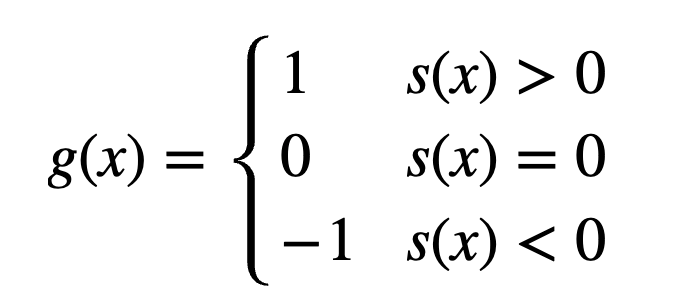 g(x) = { 1 s(x) > 0
0 s(x) = 0
−1 s(x) < 0